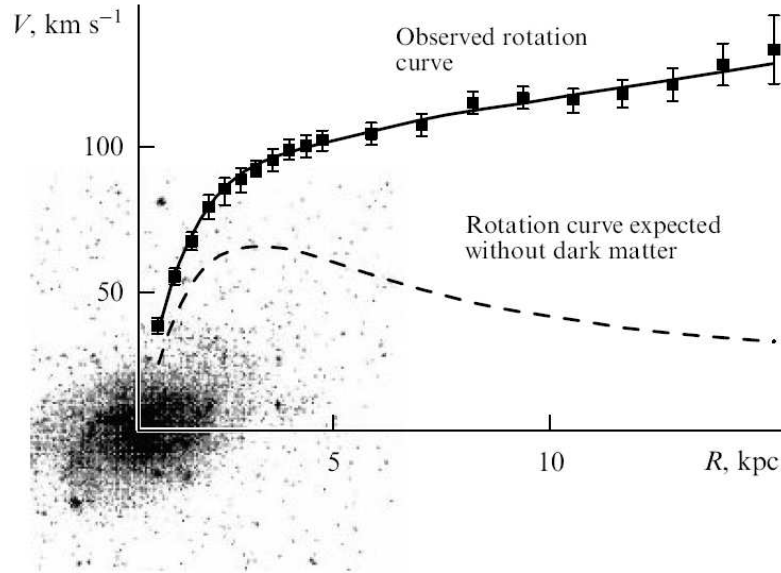 V, km s⁻¹
Observed rotation
curve
100
Rotation curve expected
without dark matter
50
5
10
R, kpc